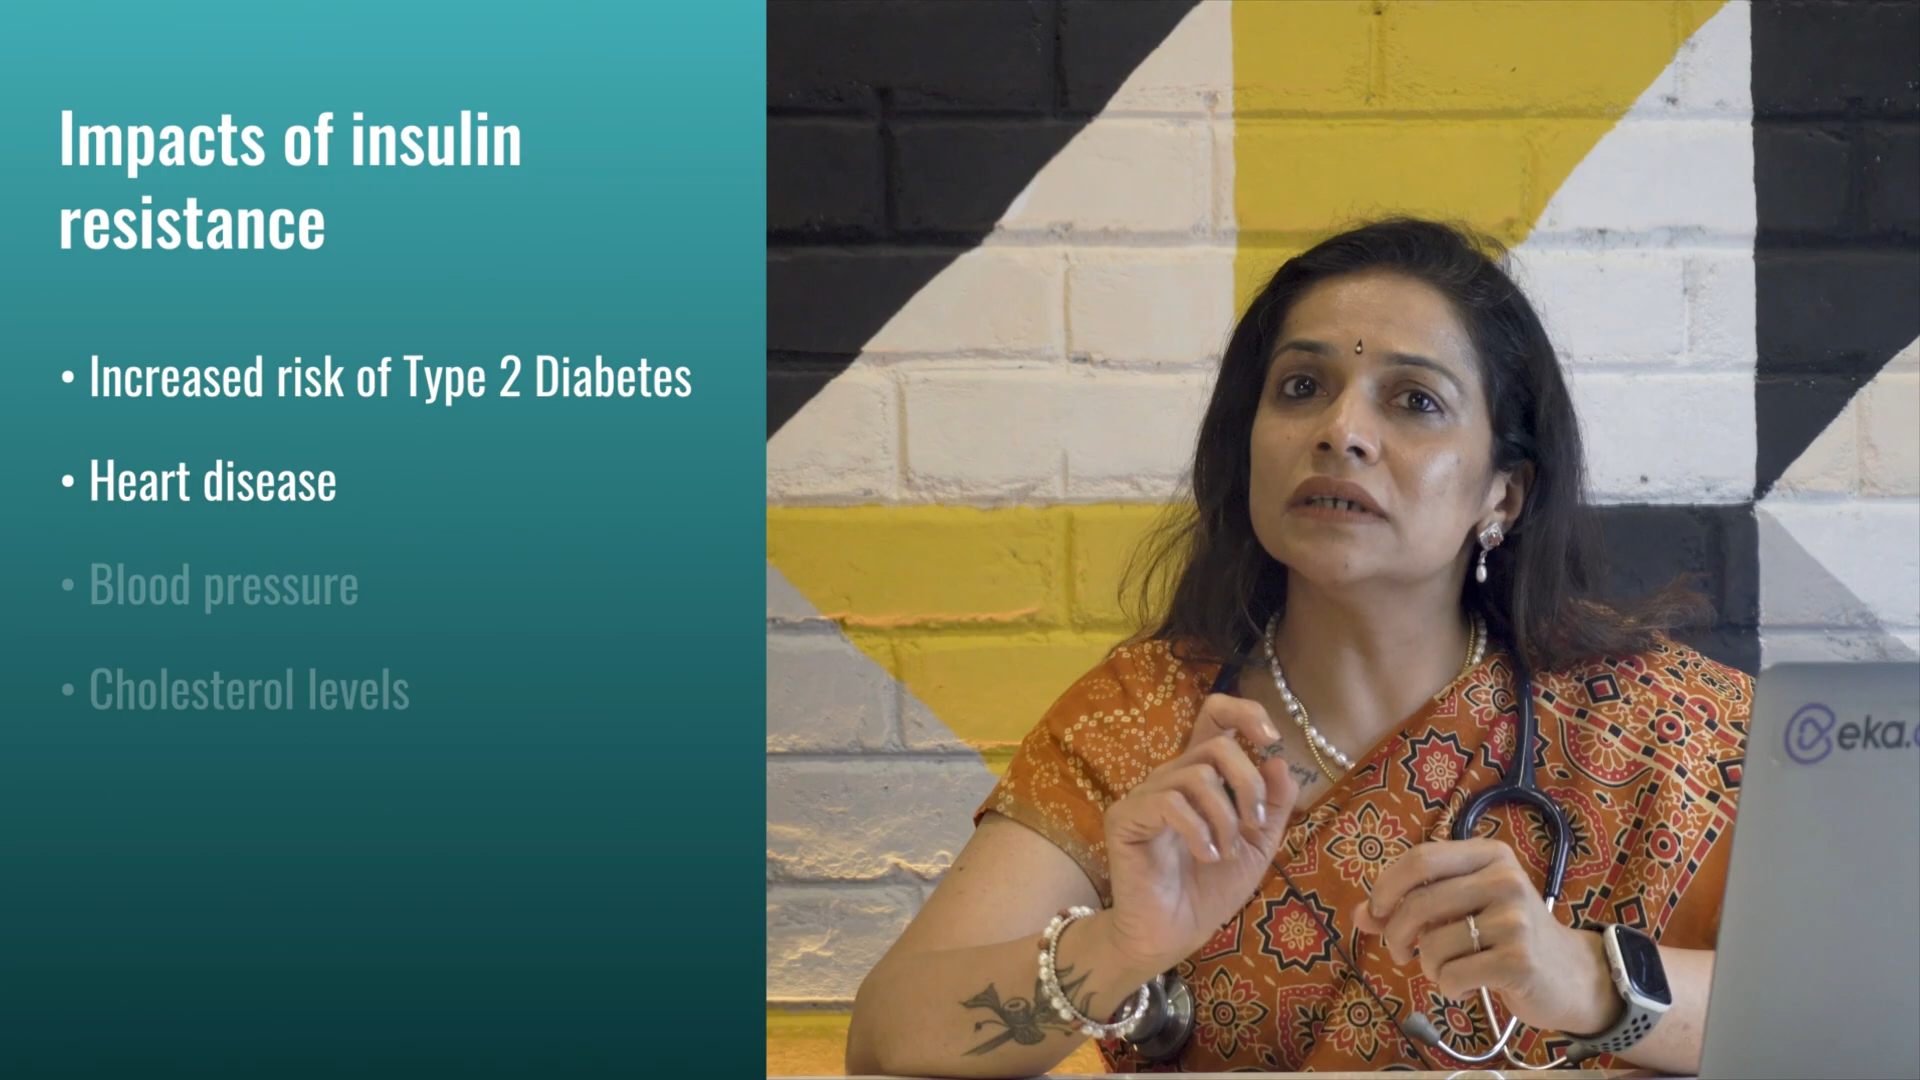 Impacts of insulin
resistance
• Increased risk of Type 2 Diabetes
• Heart disease
• Blood pressure
• Cholesterol levels
eka.